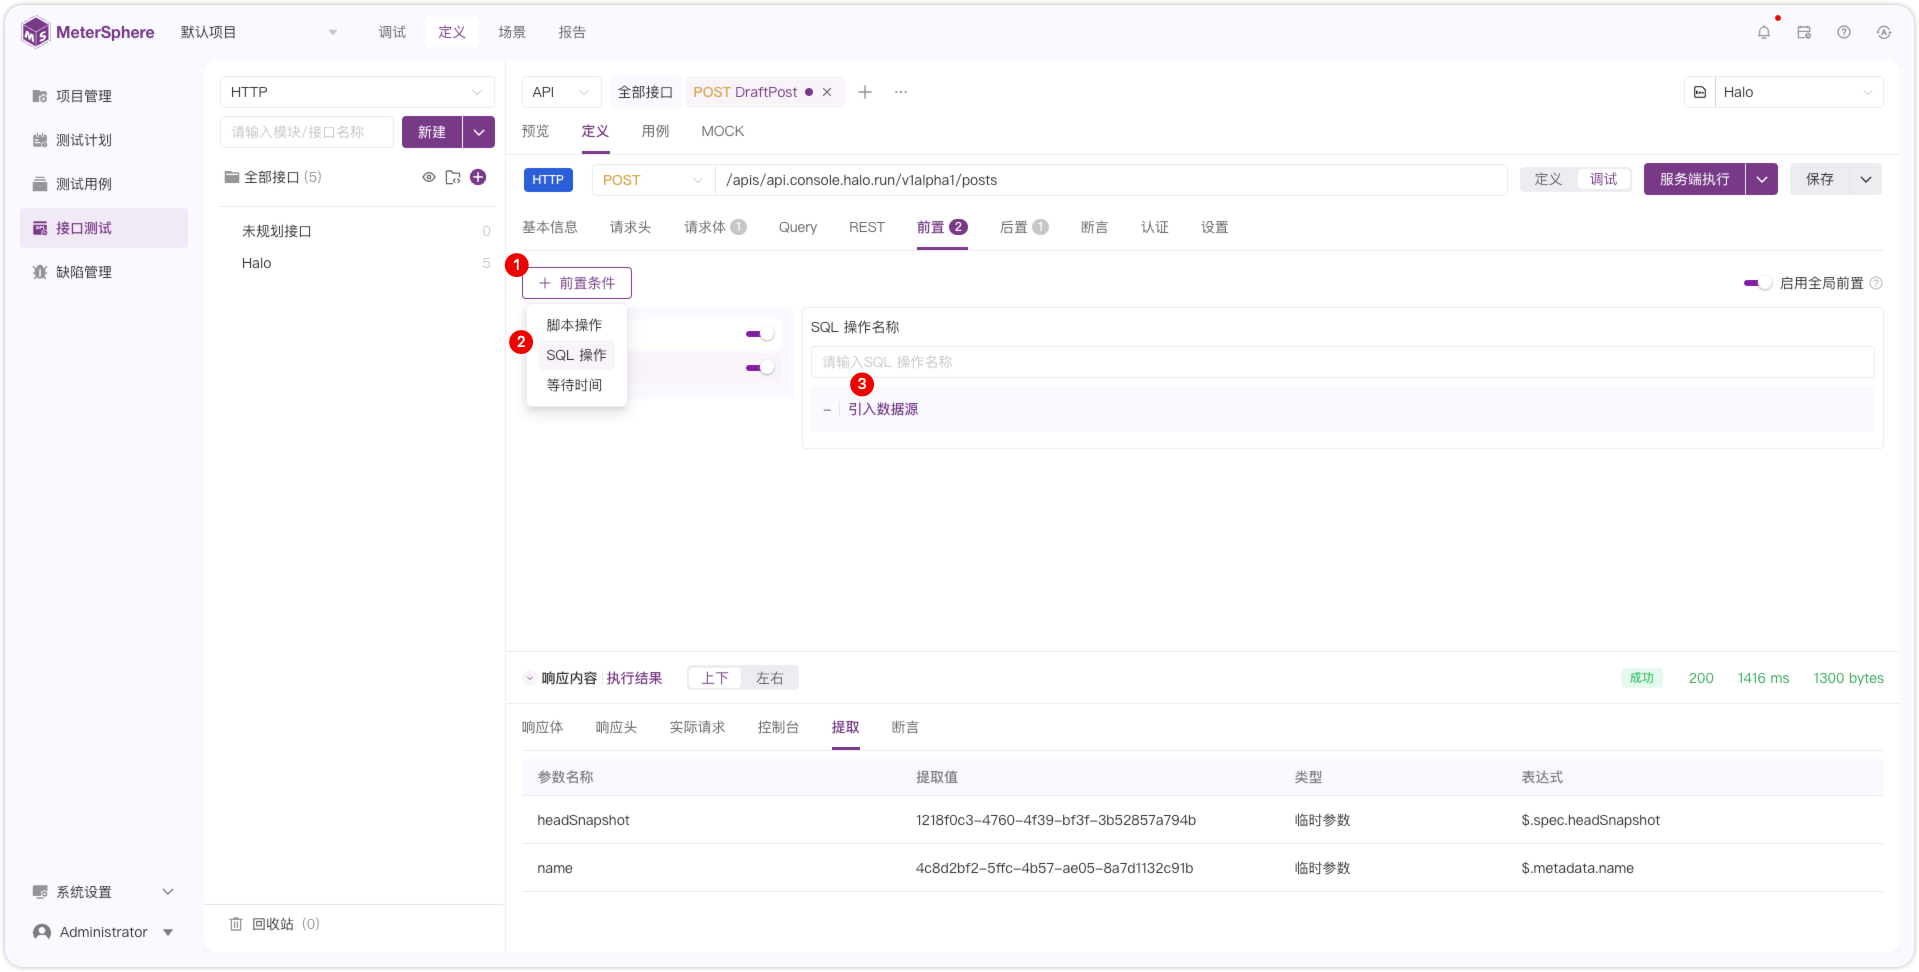 MeterSphere 默认项目 调试 定义 场景 报告
项目管理
测试计划
测试用例
接口测试
缺陷管理
系统设置
Administrator
HTTP
请输入模块/接口名称 新建
全部接口 (5)
未规划接口 0
Halo 5
回收站 (0)
API 全部接口 POST DraftPost Halo
预览 定义 用例 MOCK
HTTP POST /apis/api.console.halo.run/v1alpha1/posts 定义 调试 服务端执行 保存
基本信息 请求头 请求体 1 Query REST 前置 2 后置 1 断言 认证 设置
1
前置条件 启用全局前置
脚本操作
2
SQL 操作
等待时间
SQL 操作名称
请输入SQL 操作名称
3
引入数据源
响应内容 执行结果 上下 左右 成功 200 1416 ms 1300 bytes
响应体 响应头 实际请求 控制台 提取 断言
参数名称 提取值 类型 表达式
headSnapshot 1218f0c3-4760-4f39-bf3f-3b52857a794b 临时参数 $.spec.headSnapshot
name 4c8d2bf2-5ffc-4b57-ae05-8a7d1132c91b 临时参数 $.metadata.name